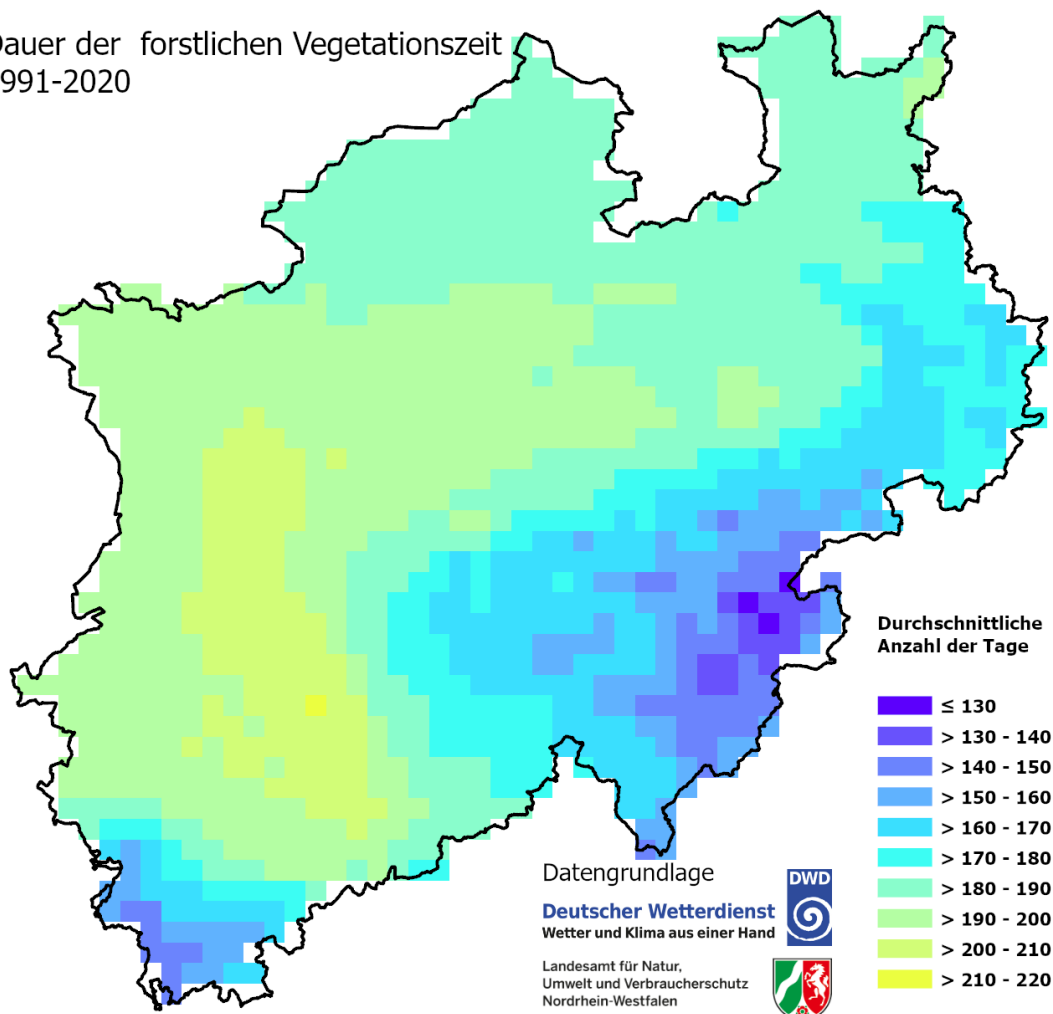 Dauer der  forstlichen Vegetationszeit
1991-2020
Durchschnittliche
Anzahl der Tage
≤ 130
> 130 - 140
> 140 - 150
> 150 - 160
> 160 - 170
> 170 - 180
> 180 - 190
> 190 - 200
> 200 - 210
> 210 - 220
Datengrundlage
DWD
Deutscher Wetterdienst
Wetter und Klima aus einer Hand
Landesamt für Natur,
Umwelt und Verbraucherschutz
Nordrhein-Westfalen